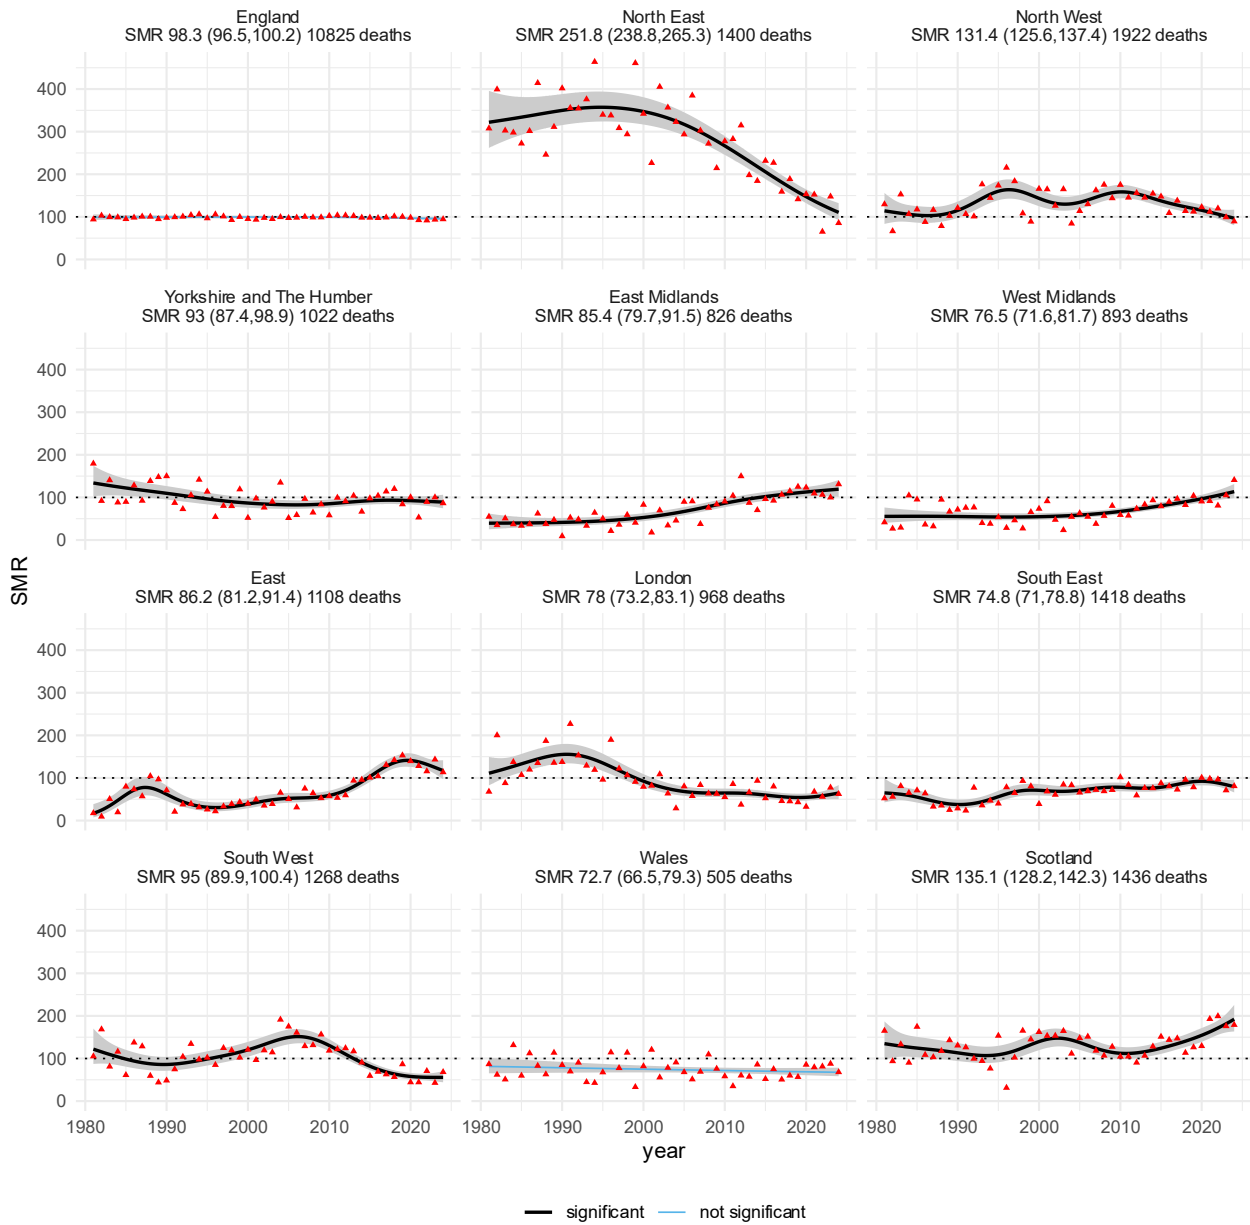 England
SMR 98.3 (96.5,100.2) 10825 deaths
North East
SMR 251.8 (238.8,265.3) 1400 deaths
North West
SMR 131.4 (125.6,137.4) 1922 deaths
400
300
200
100
0
Yorkshire and The Humber
SMR 93 (87.4,98.9) 1022 deaths
East Midlands
SMR 85.4 (79.7,91.5) 826 deaths
West Midlands
SMR 76.5 (71.6,81.7) 893 deaths
400
300
200
100
0
SMR
East
SMR 86.2 (81.2,91.4) 1108 deaths
London
SMR 78 (73.2,83.1) 968 deaths
South East
SMR 74.8 (71,78.8) 1418 deaths
400
300
200
100
0
South West
SMR 95 (89.9,100.4) 1268 deaths
Wales
SMR 72.7 (66.5,79.3) 505 deaths
Scotland
SMR 135.1 (128.2,142.3) 1436 deaths
400
300
200
100
0
1980 1990 2000 2010 2020
1980 1990 2000 2010 2020
1980 1990 2000 2010 2020
year
significant
not significant